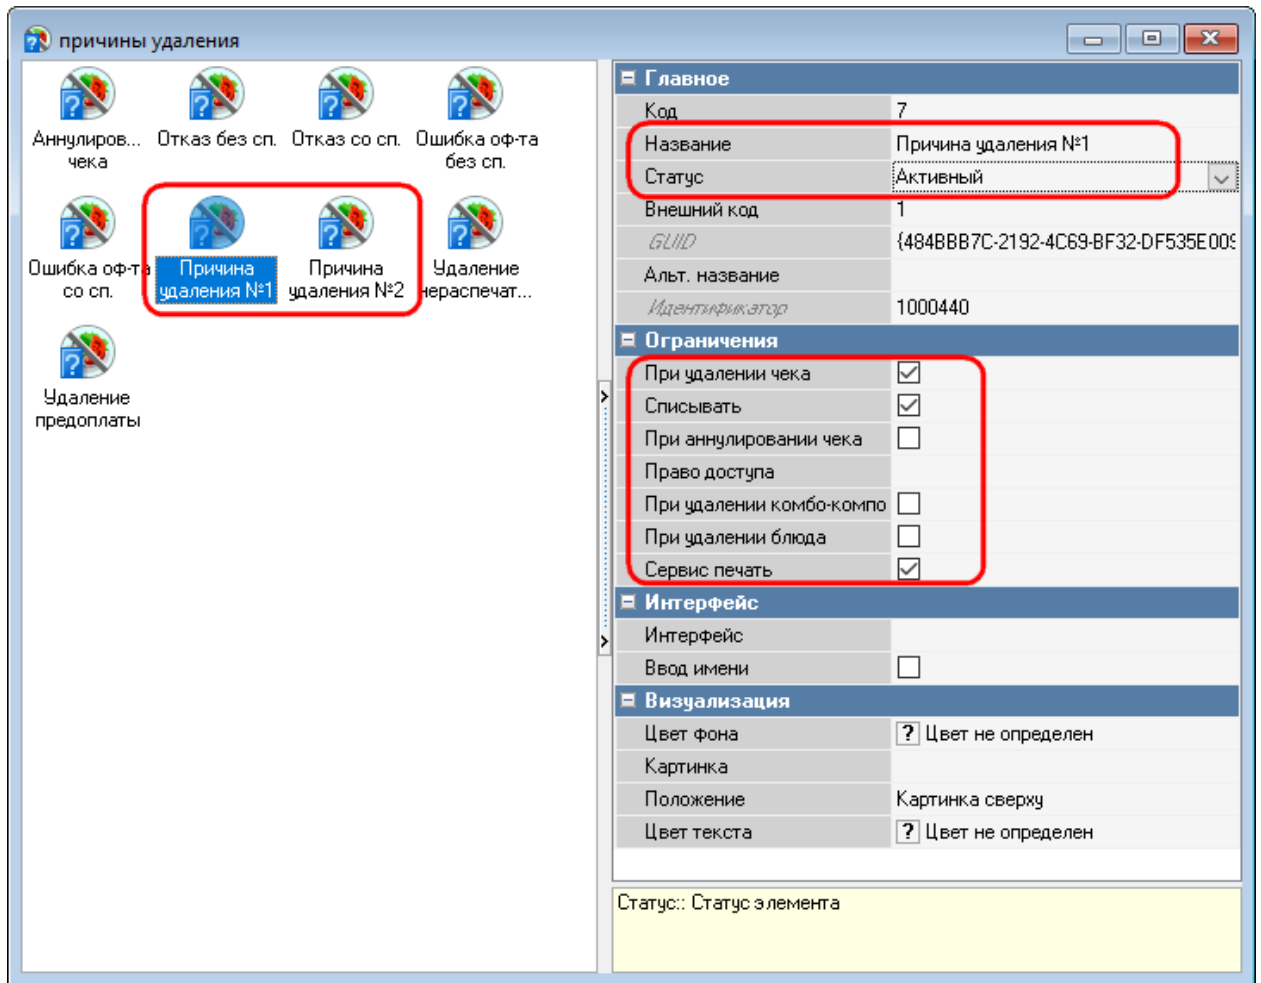 причины удаления
Аннулиров...
чека
Отказ без сп.
Отказ со сп.
Ошибка оф-та
без сп.
Ошибка оф-та
со сп.
Причина
удаления №1
Причина
удаления №2
Удаление
нераспечат...
Удаление
предоплаты
Главное
Код 7
Название Причина удаления №1
Статус Активный
Внешний код 1
GUID {484BBB7C-2192-4C69-BF32-DF535E009
Альт. название
Идентификатор 1000440
Ограничения
При удалении чека
Списывать
При аннулировании чека
Право доступа
При удалении комбо-компо
При удалении блюда
Сервис печать
Интерфейс
Интерфейс
Ввод имени
Визуализация
Цвет фона ? Цвет не определен
Картинка
Положение Картинка сверху
Цвет текста ? Цвет не определен
Статус:: Статус элемента